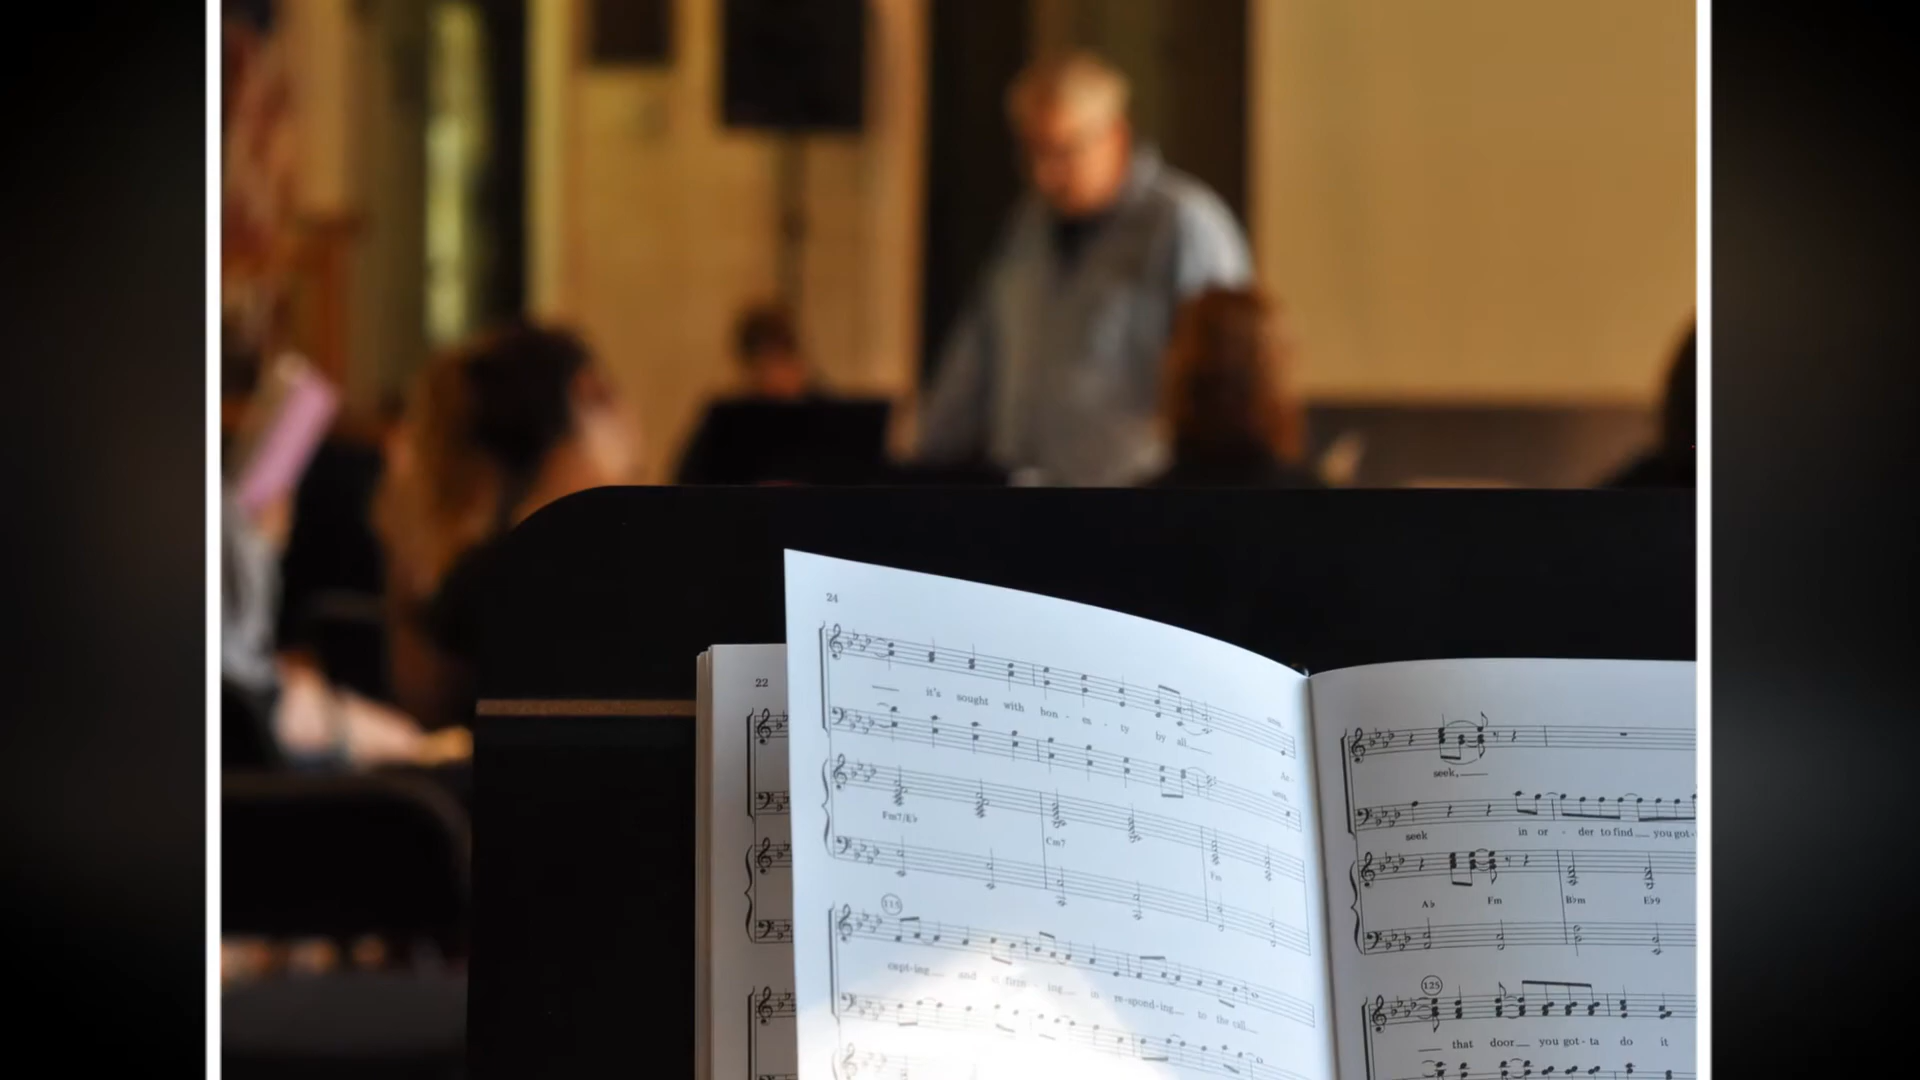 24
it's sought with hon - es - ty by all
Ac-
Fm7/E♭
Cm7
Fm
115
cept-ing and af-firm - ing in re-spond-ing to the call
22
seek,
seek in or - der to find you got-
A♭ Fm B♭m E♭9
125
that door you got - ta do it